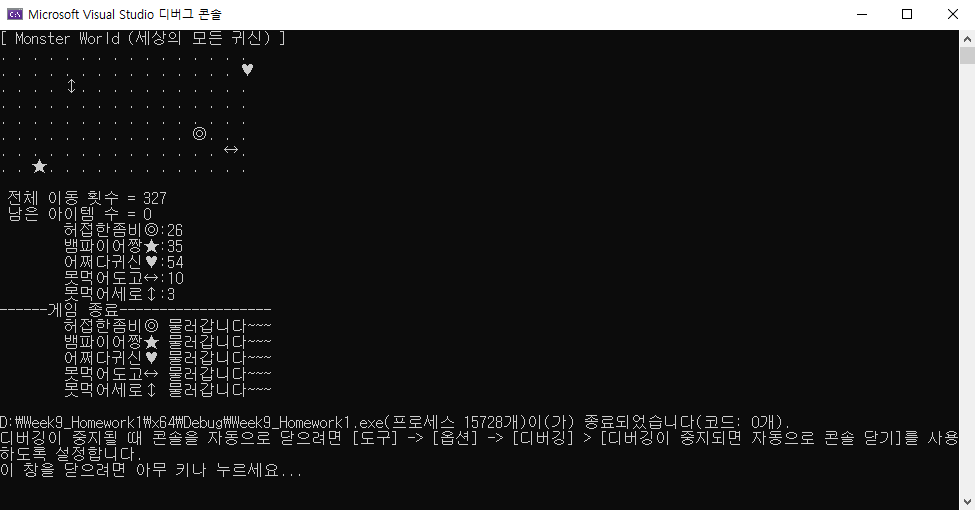 Microsoft Visual Studio 디버그 콘솔
[ Monster World (세상의 모든 귀신) ]
. . . . . . . . . . . . . . . .
. . . . . . . . . . . . . . . ♥
. . . . ↕ . . . . . . . . . . .
. . . . . . . . . . . . . . . .
. . . . . . . . . . . . . . . .
. . . . . . . . . . . . ◎ . . .
. . . . . . . . . . . . . . ↔ .
. . ★ . . . . . . . . . . . . .
전체 이동 횟수 = 327
남은 아이템 수 = 0
허접한좀비◎:26
뱀파이어짱★:35
어쩌다귀신♥:54
못먹어도고↔:10
못먹어세로↕:3
------게임 종료-------------------
허접한좀비◎ 물러갑니다~~~
뱀파이어짱★ 물러갑니다~~~
어쩌다귀신♥ 물러갑니다~~~
못먹어도고↔ 물러갑니다~~~
못먹어세로↕ 물러갑니다~~~
D:₩Week9_Homework1₩x64₩Debug₩Week9_Homework1.exe(프로세스 15728개)이(가) 종료되었습니다(코드: 0개).
디버깅이 중지될 때 콘솔을 자동으로 닫으려면 [도구] -> [옵션] -> [디버깅] > [디버깅이 중지되면 자동으로 콘솔 닫기]를 사용
하도록 설정합니다.
이 창을 닫으려면 아무 키나 누르세요...